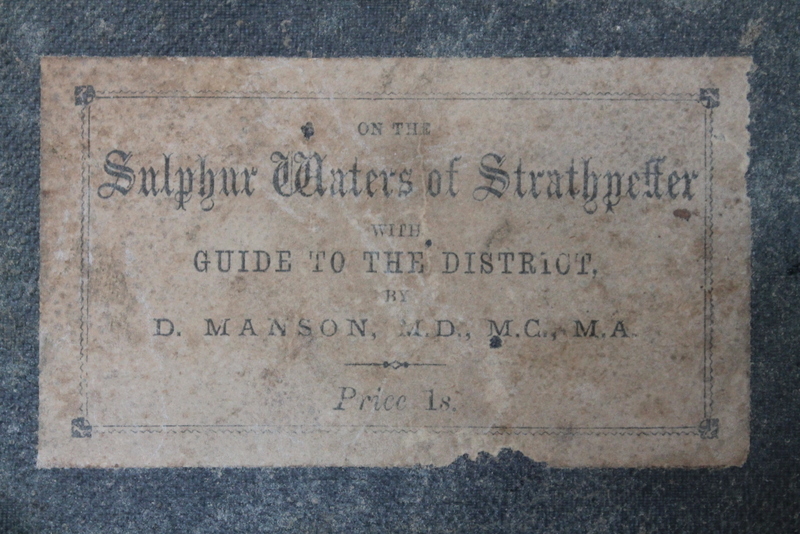 ON THE
Sulphur Waters of Strathpeffer
WITH
GUIDE TO THE DISTRICT,
BY
D. MANSON, M.D., M.C., M.A.
Price 1s.